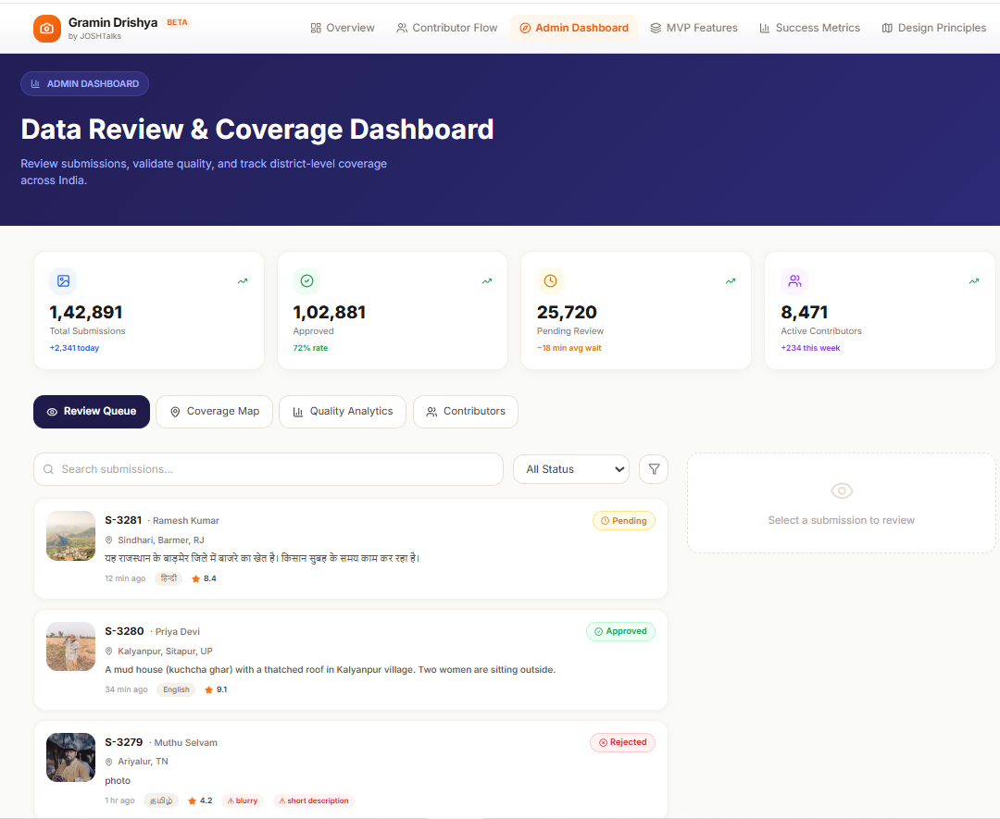 Gramin Drishya BETA
by JOSHTalks
Overview Contributor Flow Admin Dashboard MVP Features Success Metrics Design Principles
ADMIN DASHBOARD
Data Review & Coverage Dashboard
Review submissions, validate quality, and track district-level coverage
across India.
1,42,891 1,02,881 25,720 8,471
Total Submissions Approved Pending Review Active Contributors
+2,341 today 72% rate ~18 min avg wait +234 this week
Review Queue Coverage Map Quality Analytics Contributors
Search submissions... All Status
Select a submission to review
S-3281 · Ramesh Kumar Pending
Sindhari, Barmer, RJ
यह राजस्थान के बाड़मेर जिले में बाजरे का खेत है। किसान सुबह के समय काम कर रहा है।
12 min ago हिन्दी 8.4
S-3280 · Priya Devi Approved
Kalyanpur, Sitapur, UP
A mud house (kuchcha ghar) with a thatched roof in Kalyanpur village. Two women are sitting outside.
34 min ago English 9.1
S-3279 · Muthu Selvam Rejected
Ariyalur, TN
photo
1 hr ago தமிழ் 4.2 blurry short description